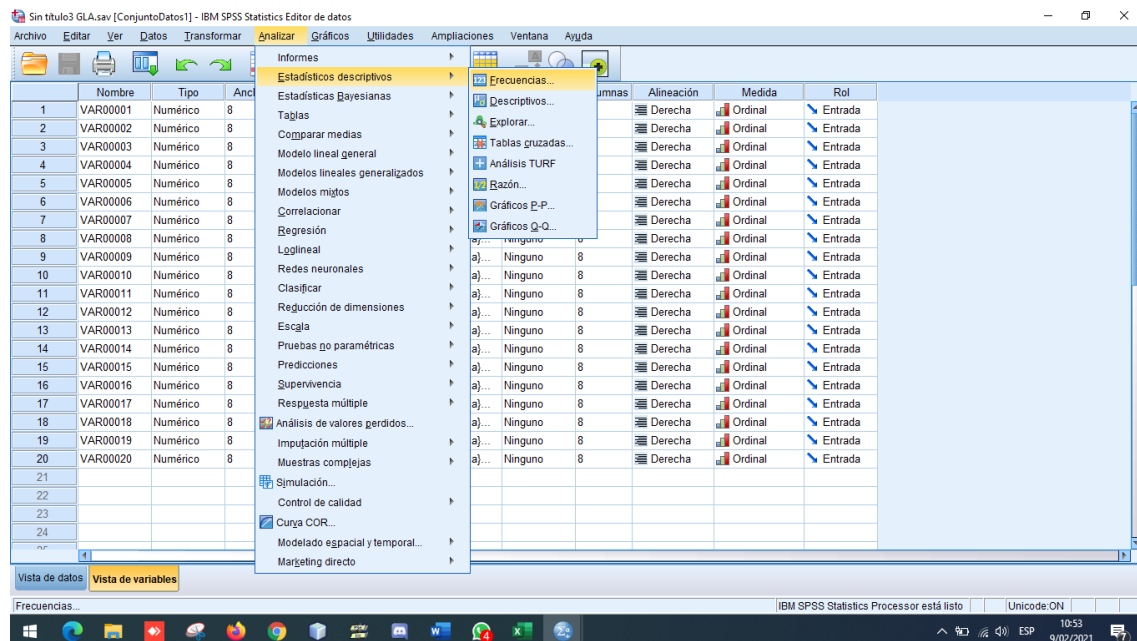 Sin título3 GLA.sav [ConjuntoDatos1] - IBM SPSS Statistics Editor de datos
Archivo Editar Ver Datos Transformar Analizar Gráficos Utilidades Ampliaciones Ventana Ayuda
Informes
Estadísticos descriptivos
Estadísticas Bayesianas
Tablas
Comparar medias
Modelo lineal general
Modelos lineales generalizados
Modelos mixtos
Correlacionar
Regresión
Loglineal
Redes neuronales
Clasificar
Reducción de dimensiones
Escala
Pruebas no paramétricas
Predicciones
Supervivencia
Respuesta múltiple
Análisis de valores perdidos...
Imputación múltiple
Muestras complejas
Simulación...
Control de calidad
Curva COR...
Modelado espacial y temporal...
Marketing directo
Frecuencias...
Descriptivos...
Explorar...
Tablas cruzadas...
Análisis TURF
Razón...
Gráficos P-P...
Gráficos Q-Q...
Nombre Tipo Alineación Medida Rol
1 VAR00001 Numérico 8 Derecha Ordinal Entrada
2 VAR00002 Numérico 8 Derecha Ordinal Entrada
3 VAR00003 Numérico 8 Derecha Ordinal Entrada
4 VAR00004 Numérico 8 Derecha Ordinal Entrada
5 VAR00005 Numérico 8 Derecha Ordinal Entrada
6 VAR00006 Numérico 8 Derecha Ordinal Entrada
7 VAR00007 Numérico 8 Derecha Ordinal Entrada
8 VAR00008 Numérico 8 Ninguno 8 Derecha Ordinal Entrada
9 VAR00009 Numérico 8 a}... Ninguno 8 Derecha Ordinal Entrada
10 VAR00010 Numérico 8 a}... Ninguno 8 Derecha Ordinal Entrada
11 VAR00011 Numérico 8 a}... Ninguno 8 Derecha Ordinal Entrada
12 VAR00012 Numérico 8 a}... Ninguno 8 Derecha Ordinal Entrada
13 VAR00013 Numérico 8 a}... Ninguno 8 Derecha Ordinal Entrada
14 VAR00014 Numérico 8 a}... Ninguno 8 Derecha Ordinal Entrada
15 VAR00015 Numérico 8 a}... Ninguno 8 Derecha Ordinal Entrada
16 VAR00016 Numérico 8 a}... Ninguno 8 Derecha Ordinal Entrada
17 VAR00017 Numérico 8 a}... Ninguno 8 Derecha Ordinal Entrada
18 VAR00018 Numérico 8 a}... Ninguno 8 Derecha Ordinal Entrada
19 VAR00019 Numérico 8 a}... Ninguno 8 Derecha Ordinal Entrada
20 VAR00020 Numérico 8 a}... Ninguno 8 Derecha Ordinal Entrada
21
22
23
24
Vista de datos Vista de variables
Frecuencias... IBM SPSS Statistics Processor está listo Unicode:ON
ESP 10:53
9/02/2021